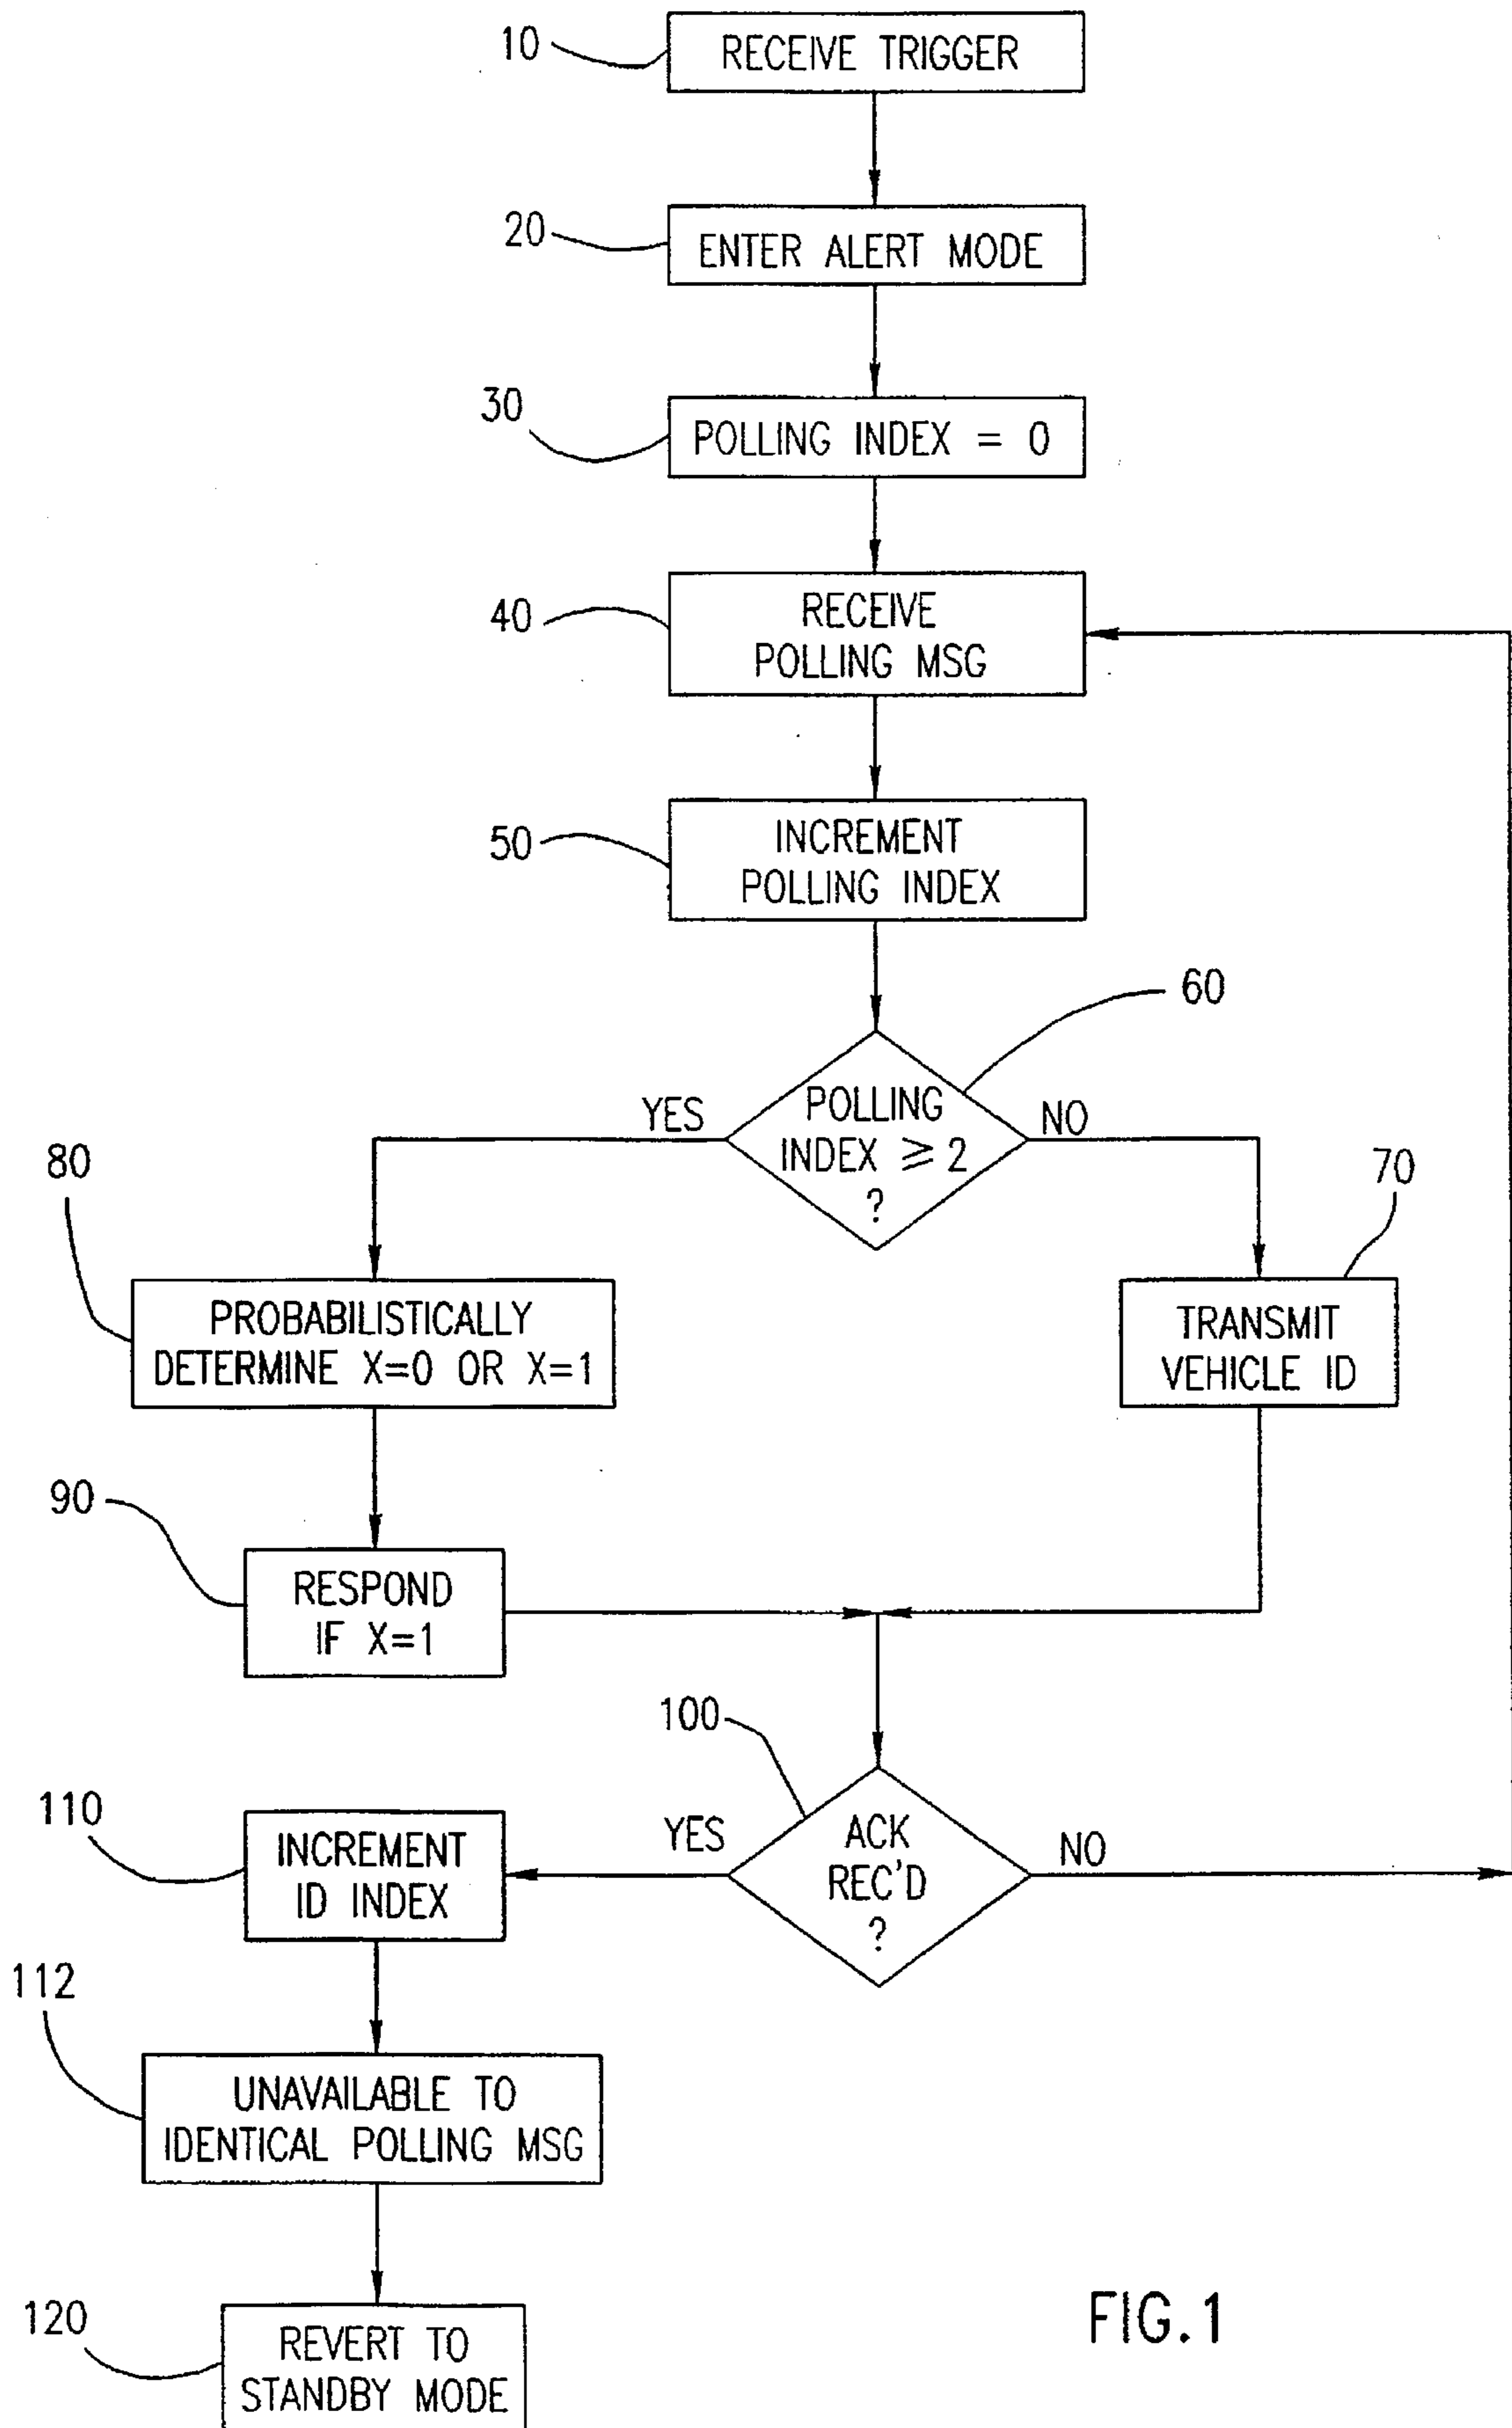 10
RECEIVE TRIGGER
20
ENTER ALERT MODE
30
POLLING INDEX = 0
40
RECEIVE
POLLING MSG
50
INCREMENT
POLLING INDEX
60
YES
POLLING
INDEX ≥ 2
?
NO
80
PROBABILISTICALLY
DETERMINE X=0 OR X=1
70
TRANSMIT
VEHICLE ID
90
RESPOND
IF X=1
100
ACK
REC'D
?
YES
NO
110
INCREMENT
ID INDEX
112
UNAVAILABLE TO
IDENTICAL POLLING MSG
120
REVERT TO
STANDBY MODE
FIG.1